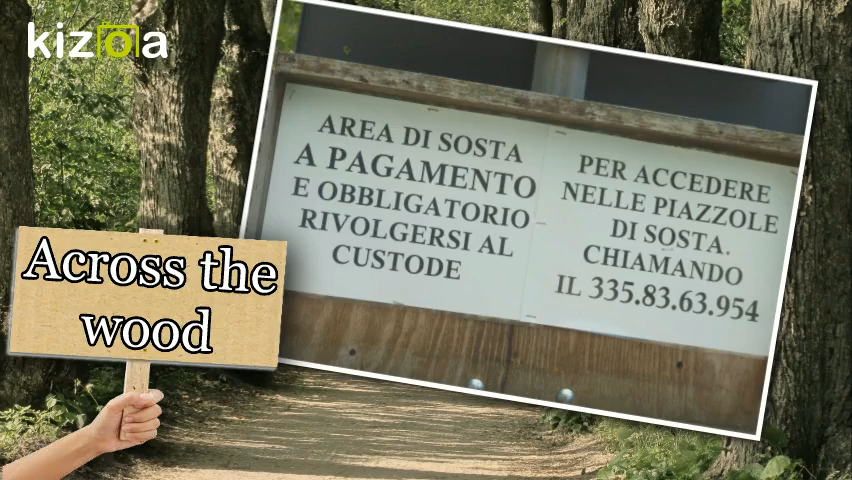 kizoa
AREA DI SOSTA
A PAGAMENTO
E OBBLIGATORIO
RIVOLGERSI AL
CUSTODE
PER ACCEDERE
NELLE PIAZZOLE
DI SOSTA.
CHIAMANDO
IL 335.83.63.954
Across the
wood